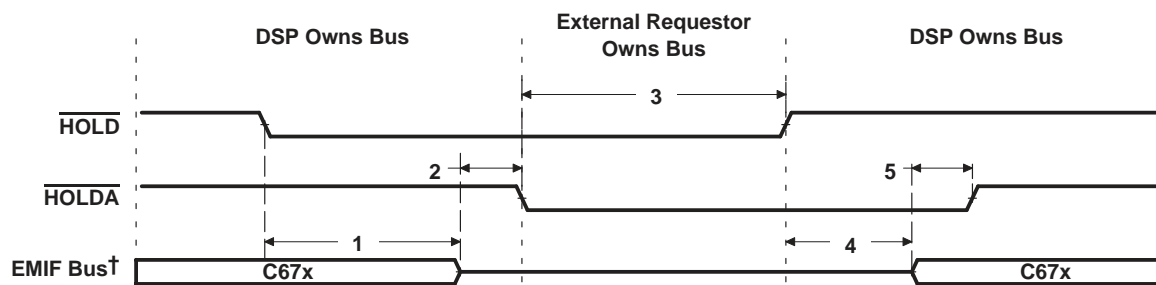 DSP Owns Bus
External Requestor
Owns Bus
DSP Owns Bus
3
HOLD
2
5
HOLDA
1
4
EMIF Bus†
C67x
C67x